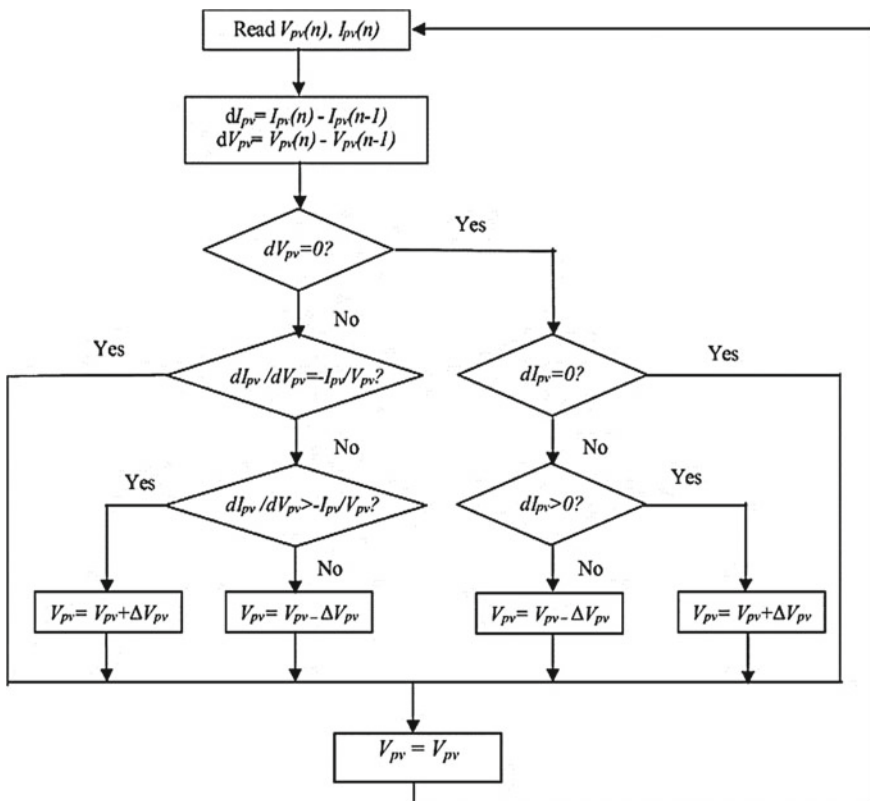 Read Vpv(n), Ipv(n)
dIpv= Ipv(n) - Ipv(n-1)
dVpv= Vpv(n) - Vpv(n-1)
Yes
dVpv=0?
No
Yes
Yes
dIpv/dVpv=-Ipv/Vpv?
dIpv=0?
No
No
Yes
Yes
dIpv/dVpv>-Ipv/Vpv?
dIpv>0?
No
No
Vpv= Vpv+ΔVpv
Vpv= Vpv-ΔVpv
Vpv= Vpv-ΔVpv
Vpv= Vpv+ΔVpv
Vpv = Vpv